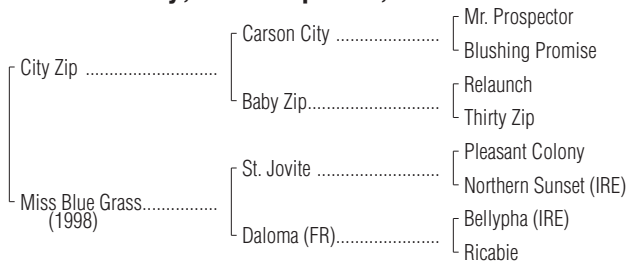 Mr. Prospector
Carson City ....................
Blushing Promise
City Zip .........................
Relaunch
Baby Zip.........................
Thirty Zip
Pleasant Colony
St. Jovite .......................
Northern Sunset (IRE)
Miss Blue Grass..............
(1998)
Bellypha (IRE)
Daloma (FR)....................
Ricabie